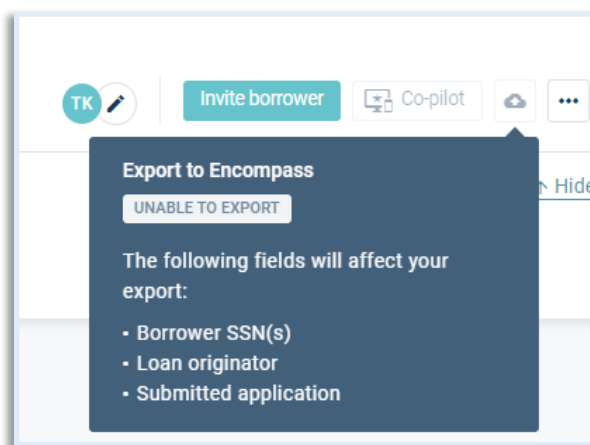 TK
Invite borrower
Co-pilot
Hide
Export to Encompass
UNABLE TO EXPORT
The following fields will affect your
export:
▪ Borrower SSN(s)
▪ Loan originator
▪ Submitted application